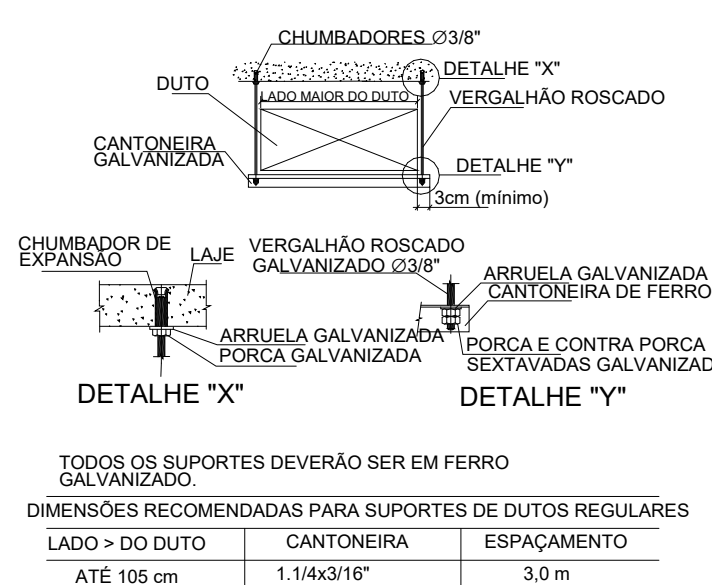 CHUMBADORES ∅3/8"
DETALHE "X"
DUTO
LADO MAIOR DO DUTO
VERGALHÃO ROSCADO
CANTONEIRA
GALVANIZADA
DETALHE "Y"
3cm (mínimo)
CHUMBADOR DE
EXPANSÃO
LAJE
VERGALHÃO ROSCADO
GALVANIZADO ∅3/8"
ARRUELA GALVANIZADA
CANTONEIRA DE FERRO
ARRUELA GALVANIZADA
PORCA GALVANIZADA
PORCA E CONTRA PORCA
SEXTAVADAS GALVANIZAD
DETALHE "X"
DETALHE "Y"
TODOS OS SUPORTES DEVERÃO SER EM FERRO
GALVANIZADO.
DIMENSÕES RECOMENDADAS PARA SUPORTES DE DUTOS REGULARES
LADO > DO DUTO CANTONEIRA ESPAÇAMENTO
ATÉ 105 cm 1.1/4x3/16" 3,0 m